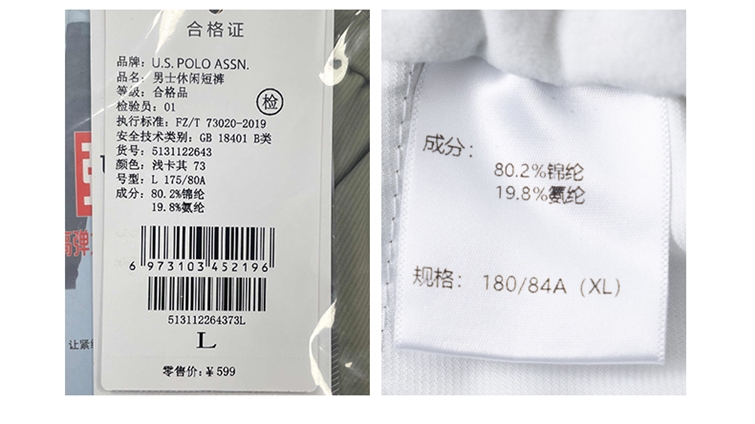 合格证
品牌: U.S. POLO ASSN.
品名: 男士休闲短裤
等级: 合格品
检验员: 01
检
执行标准: FZ/T 73020-2019
安全技术类别: GB 18401 B类
货号: 5131122643
颜色: 浅卡其 73
号型: L 175/80A
成分: 80.2%锦纶
19.8%氨纶
6 973103 452196
513112264373L
L
零售价: ¥599
高弹
让紧
成分:
80.2%锦纶
19.8%氨纶
规格: 180/84A (XL)